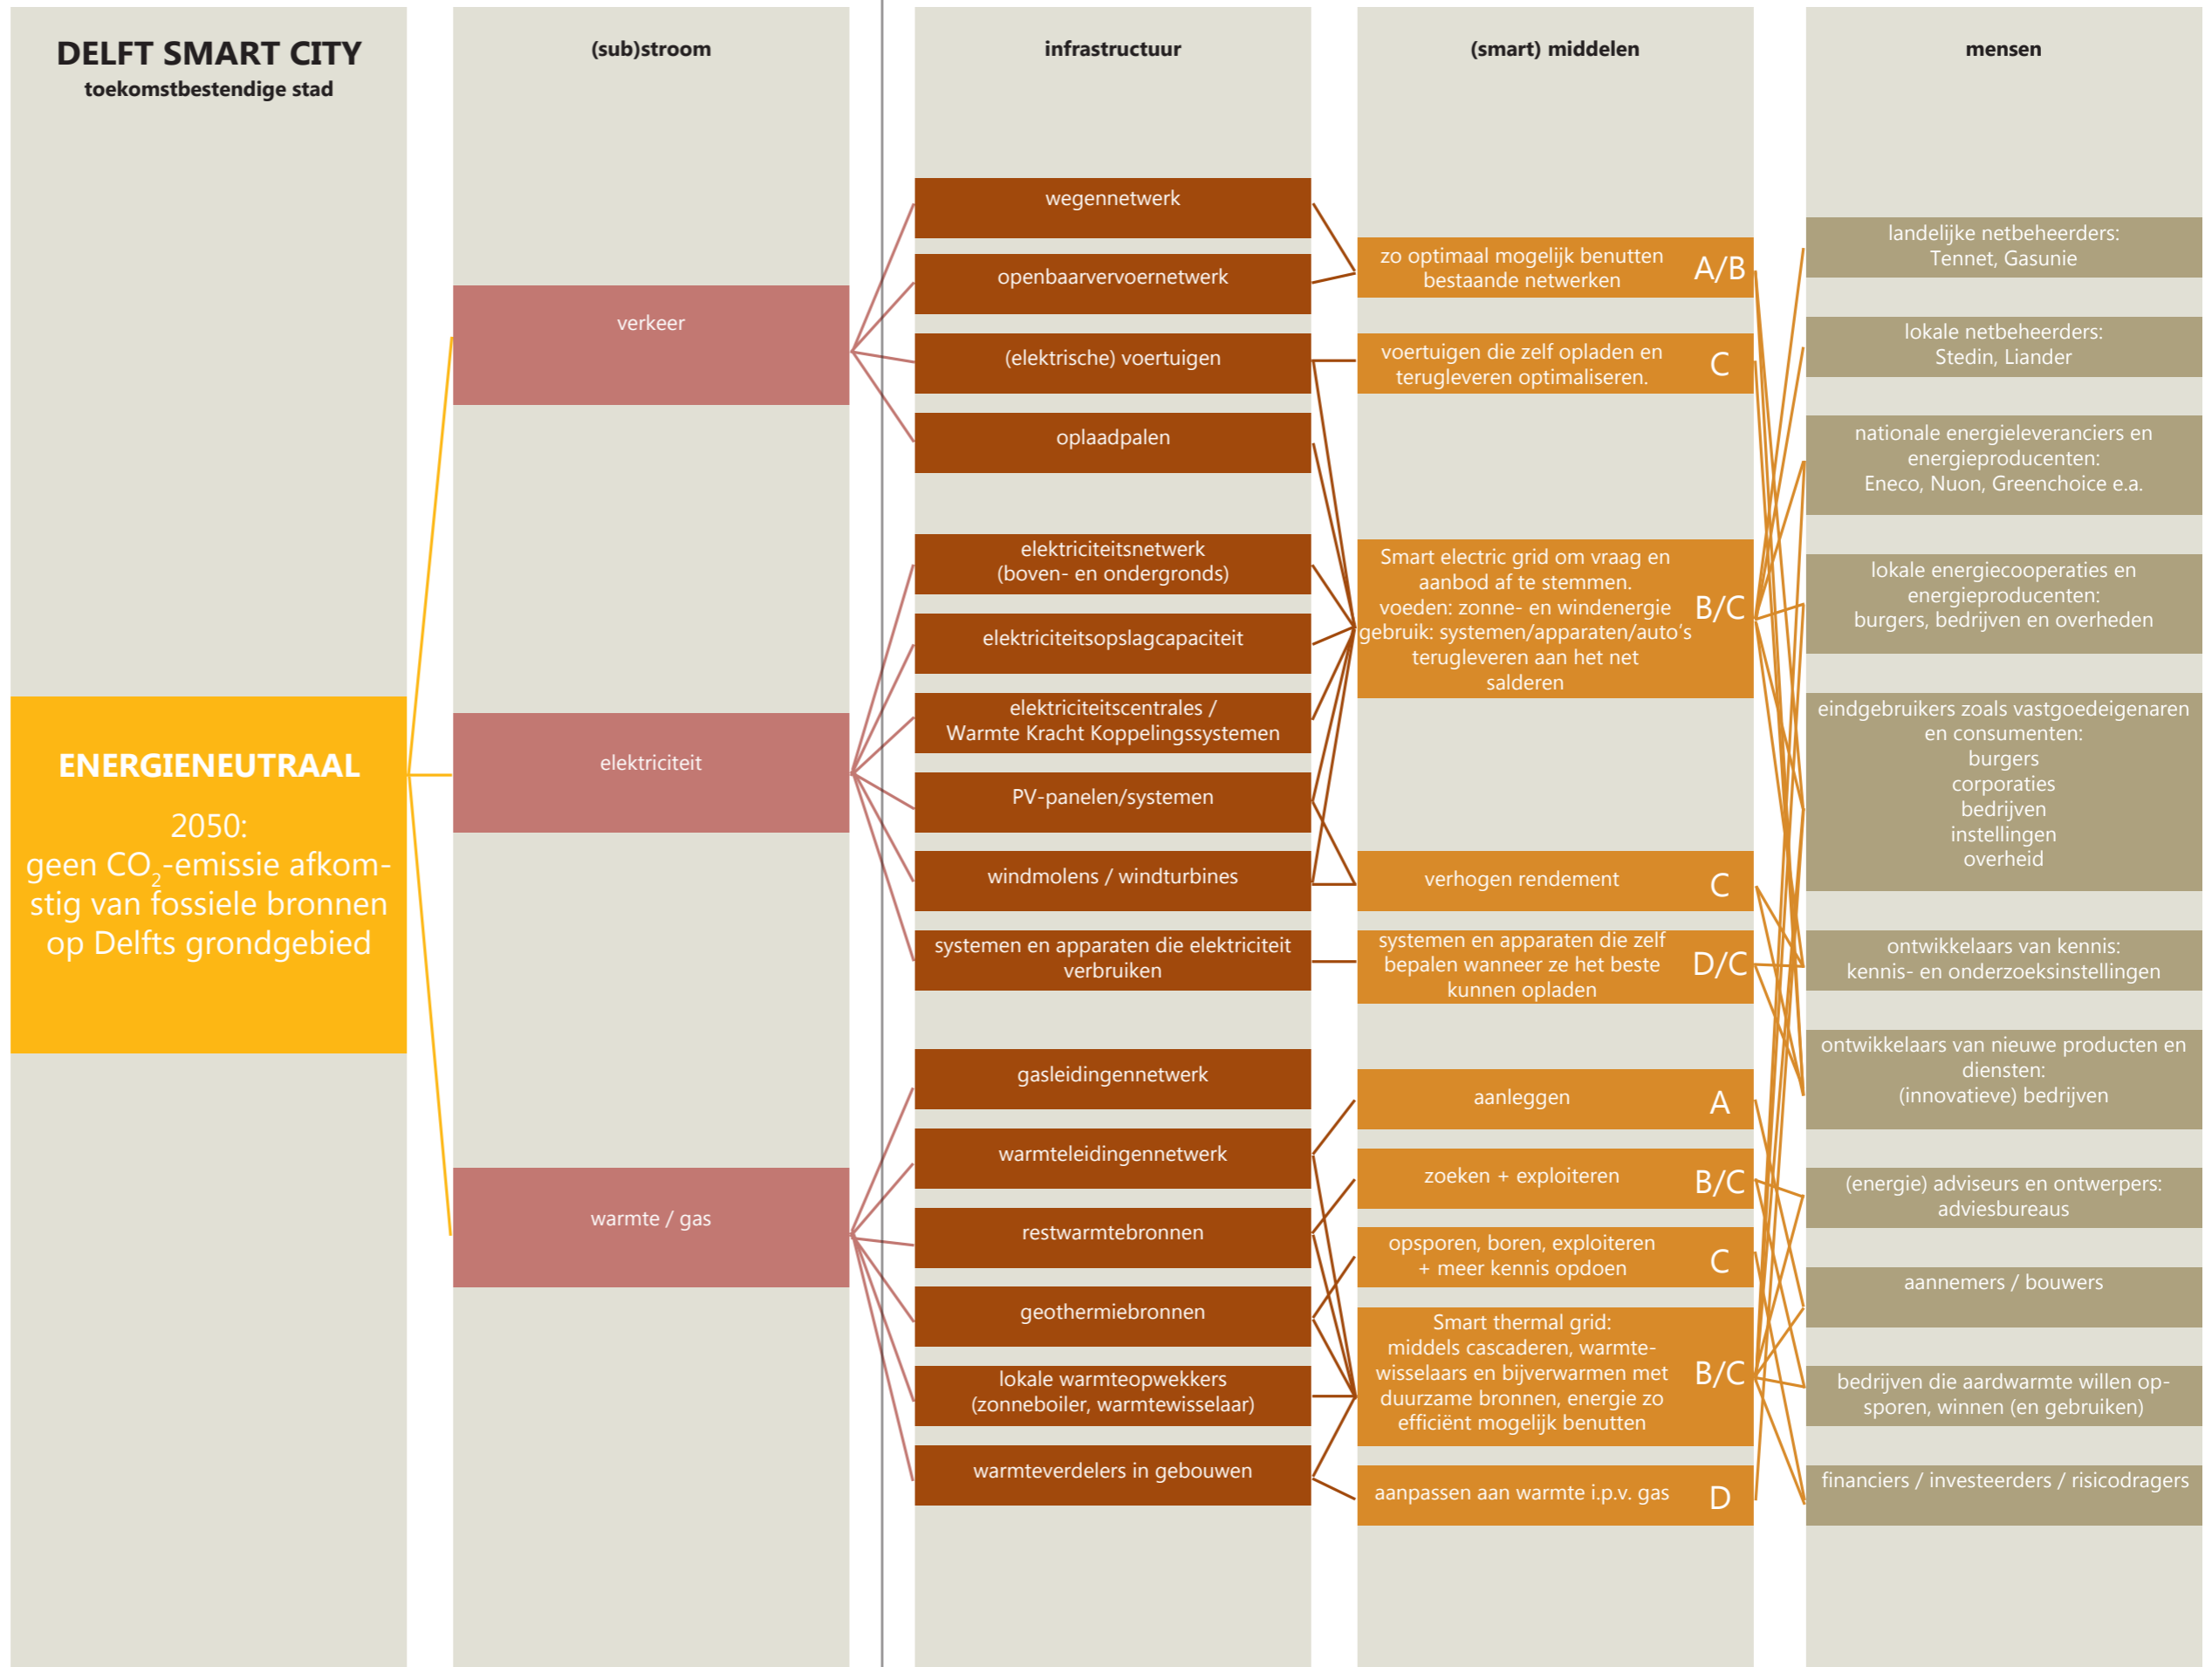 DELFT SMART CITY
toekomstbestendige stad
ENERGIENEUTRAAL
2050:
geen CO2-emissie afkom-
stig van fossiele bronnen
op Delfts grondgebied
(sub)stroom
verkeer
elektriciteit
warmte / gas
infrastructuur
wegennetwerk
openbaarvervoernetwerk
(elektrische) voertuigen
oplaadpalen
elektriciteitsnetwerk
(boven- en ondergronds)
elektriciteitsopslagcapaciteit
elektriciteitscentrales /
Warmte Kracht Koppelingssystemen
PV-panelen/systemen
windmolens / windturbines
systemen en apparaten die elektriciteit
verbruiken
gasleidingennetwerk
warmteleidingennetwerk
restwarmtebronnen
geothermiebronnen
lokale warmteopwekkers
(zonneboiler, warmtewisselaar)
warmteverdelers in gebouwen
(smart) middelen
zo optimaal mogelijk benutten
bestaande netwerken
A/B
voertuigen die zelf opladen en
terugleveren optimaliseren.
C
Smart electric grid om vraag en
aanbod af te stemmen.
voeden: zonne- en windenergie
gebruik: systemen/apparaten/auto's
terugleveren aan het net
salderen
B/C
verhogen rendement
C
systemen en apparaten die zelf
bepalen wanneer ze het beste
kunnen opladen
D/C
aanleggen
A
zoeken + exploiteren
B/C
opsporen, boren, exploiteren
+ meer kennis opdoen
C
Smart thermal grid:
middels cascaderen, warmte-
wisselaars en bijverwarmen met
duurzame bronnen, energie zo
efficiënt mogelijk benutten
B/C
aanpassen aan warmte i.p.v. gas
D
mensen
landelijke netbeheerders:
Tennet, Gasunie
lokale netbeheerders:
Stedin, Liander
nationale energieleveranciers en
energieproducenten:
Eneco, Nuon, Greenchoice e.a.
lokale energiecooperaties en
energieproducenten:
burgers, bedrijven en overheden
eindgebruikers zoals vastgoedeigenaren
en consumenten:
burgers
corporaties
bedrijven
instellingen
overheid
ontwikkelaars van kennis:
kennis- en onderzoeksinstellingen
ontwikkelaars van nieuwe producten en
diensten:
(innovatieve) bedrijven
(energie) adviseurs en ontwerpers:
adviesbureaus
aannemers / bouwers
bedrijven die aardwarmte willen op-
sporen, winnen (en gebruiken)
financiers / investeerders / risicodragers